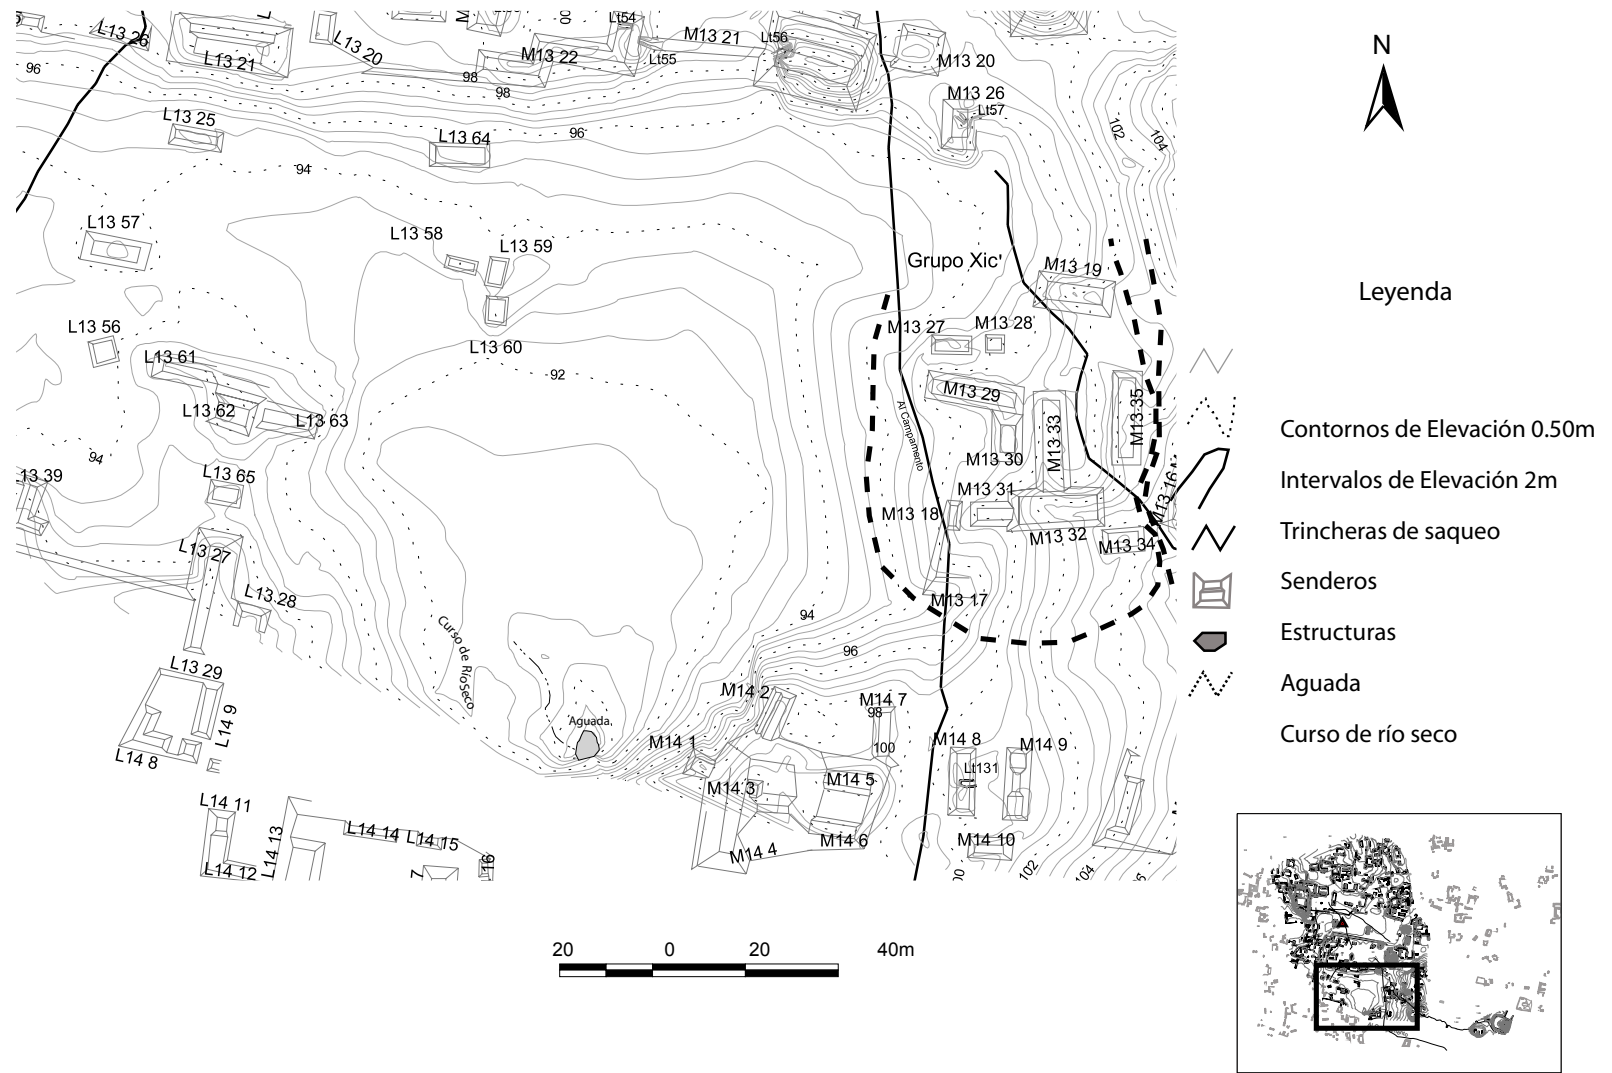 L13 26
L13 21
L13 20
M13 22
Lt54
Lt55
M13 21
Lt56
M13 20
M13 26
Lt57
96
98
98
96
94
102
104
L13 25
L13 64
L13 57
L13 58
L13 59
L13 60
L13 56
L13 61
L13 62
L13 63
92
94
L13 39
L13 65
L13 27
L13 28
L13 29
L14 9
L14 8
L14 11
L14 12
L14 13
L14 14
L14 15
16
7
Curso de Río Seco
Aguada
Grupo Xic'
M13 19
M13 27
M13 28
M13 29
M13 30
M13 33
M13 35
M13 31
M13 18
M13 32
M13 34
M13 16
M13 17
Al Campamento
94
96
M14 2
M14 7
98
100
M14 1
M14 3
M14 5
M14 6
M14 4
M14 8
M14 9
Lt131
M14 10
102
N
Leyenda
Contornos de Elevación 0.50m
Intervalos de Elevación 2m
Trincheras de saqueo
Senderos
Estructuras
Aguada
Curso de río seco
20 0 20 40m